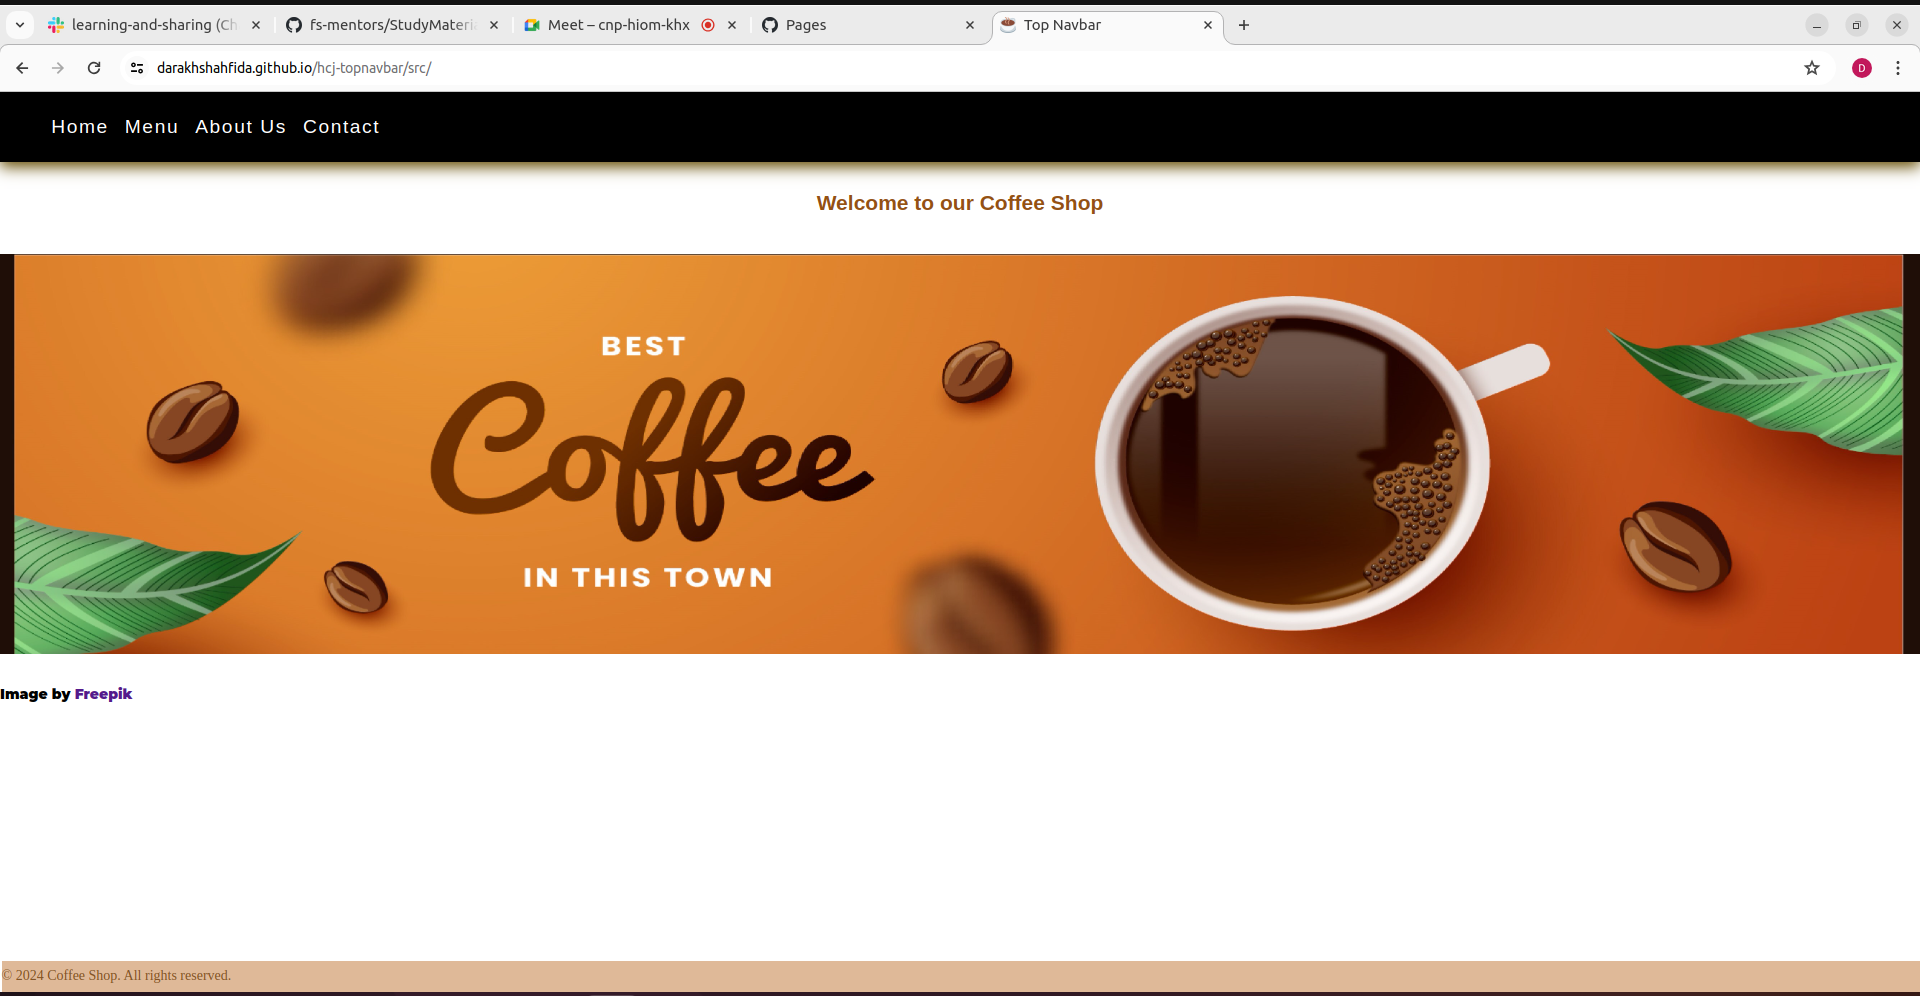 learning-and-sharing (Ch
fs-mentors/StudyMateria
Meet – cnp-hiom-khx
Pages
Top Navbar
darakhshahfida.github.io/hcj-topnavbar/src/
D
Home Menu About Us Contact
Welcome to our Coffee Shop
BEST
Coffee
IN THIS TOWN
Image by Freepik
© 2024 Coffee Shop. All rights reserved.